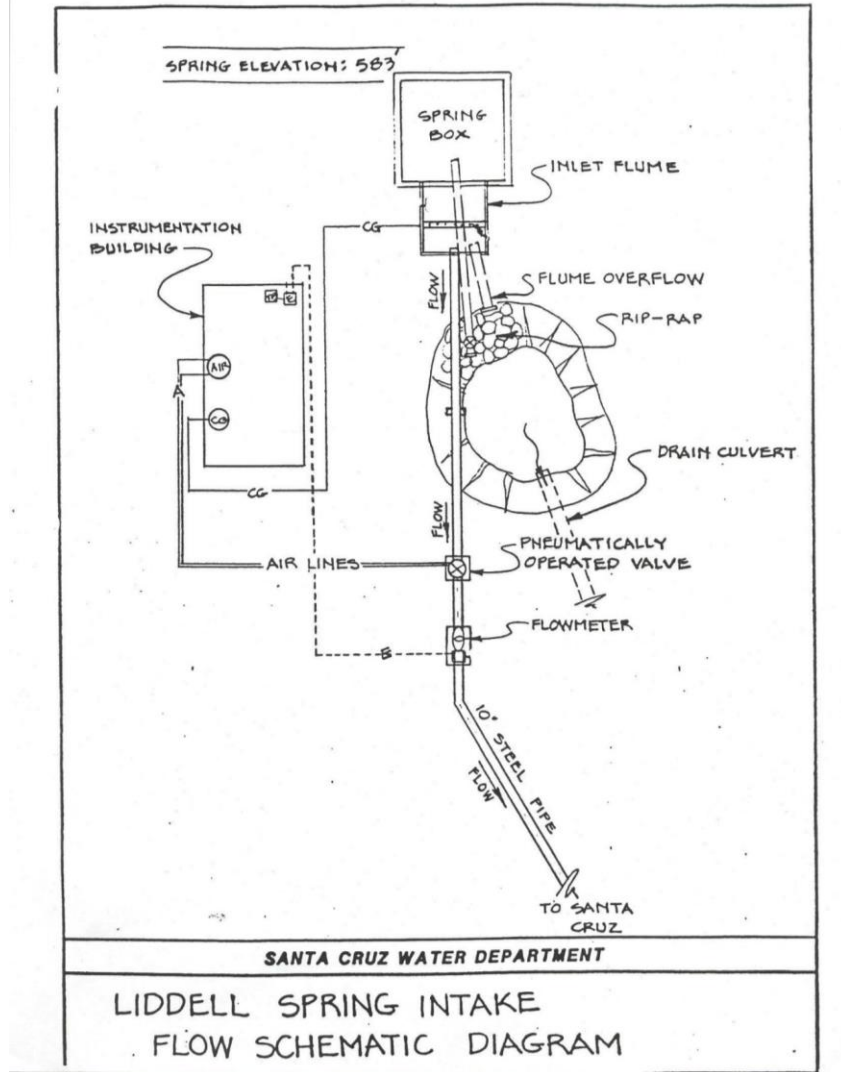 SPRING ELEVATION: 583'
SPRING
BOX
INLET FLUME
INSTRUMENTATION
BUILDING
CG
FLOW
FLUME OVERFLOW
RIP-RAP
AIR
A
CG
CG
DRAIN CULVERT
FLOW
PNEUMATICALLY
OPERATED VALVE
AIR LINES
FLOWMETER
E
10" STEEL PIPE
FLOW
TO SANTA
CRUZ
SANTA CRUZ WATER DEPARTMENT
LIDDELL SPRING INTAKE
FLOW SCHEMATIC DIAGRAM